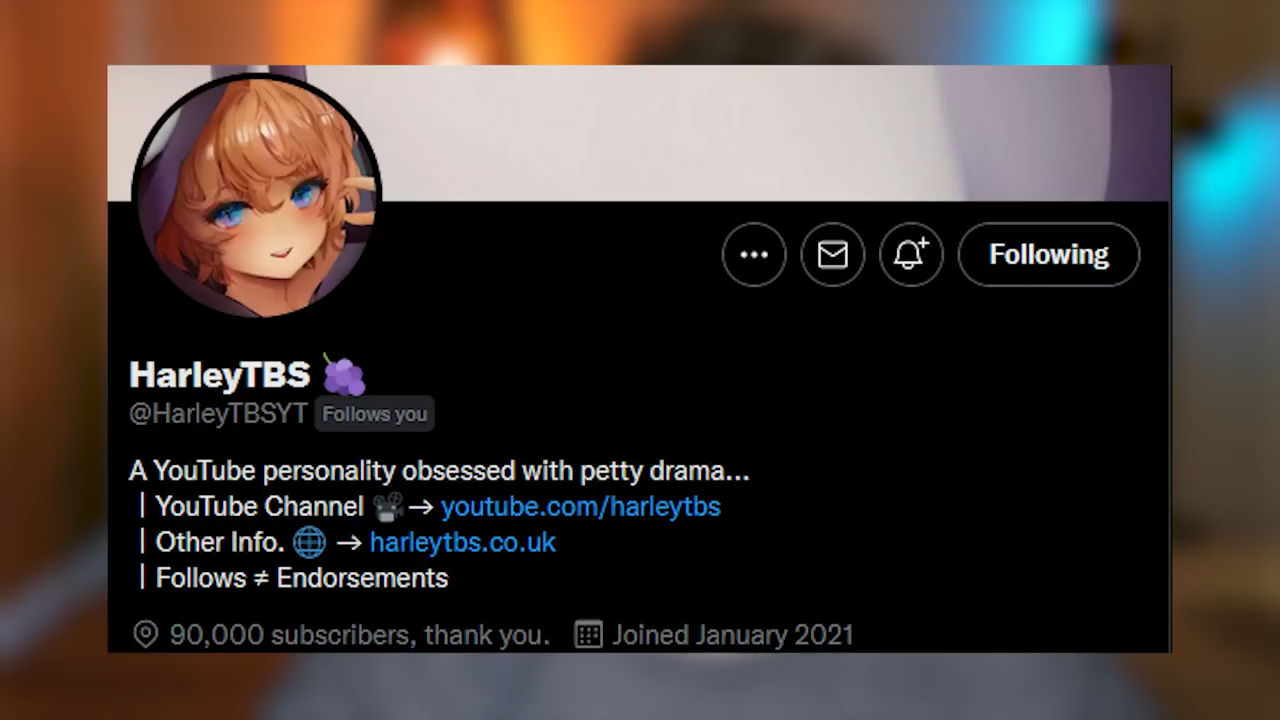 Following
HarleyTBS 🍇
@HarleyTBSYT Follows you
A YouTube personality obsessed with petty drama...
| YouTube Channel 🎥 → youtube.com/harleytbs
| Other Info. 🌐 → harleytbs.co.uk
| Follows ≠ Endorsements
90,000 subscribers, thank you. Joined January 2021